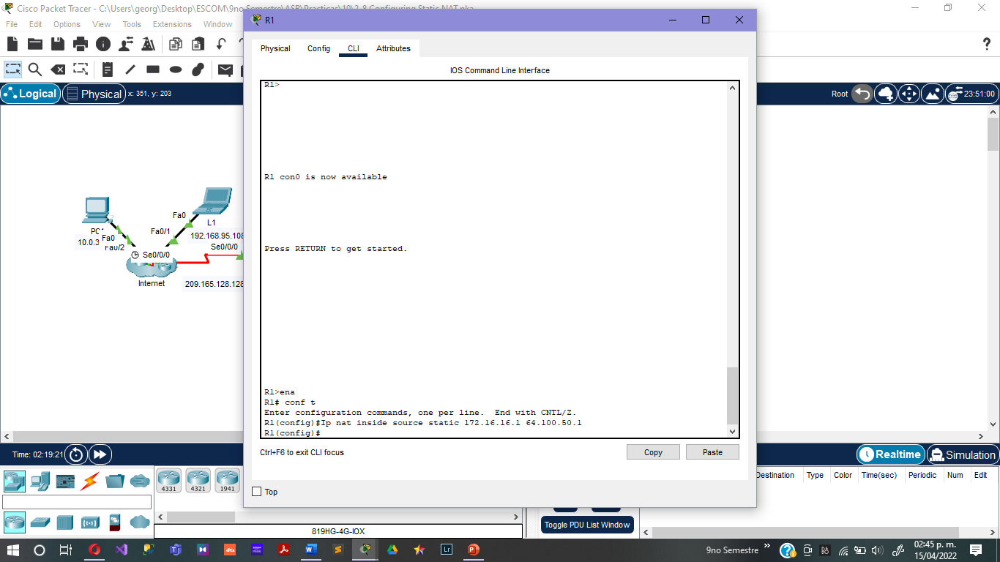 Cisco Packet Tracer - C:\Users\georg\Desktop\ESCOM\9no Semestre\ASR\Practicas\10\2.8 Configuring Static NAT.pka
File Edit Options View Tools Extensions Window
R1
Physical Config CLI Attributes
IOS Command Line Interface
Logical
Physical
x: 351, y: 203
Root
23:51:00
R1>
R1 con0 is now available
Press RETURN to get started.
R1>ena
R1# conf t
Enter configuration commands, one per line. End with CNTL/Z.
R1(config)#Ip nat inside source static 172.16.16.1 64.100.50.1
R1(config)#
Ctrl+F6 to exit CLI focus
Copy
Paste
Top
Fa0
L1
PC1
Fa0/1
192.168.95.108
10.0.3
Fa0
Fa0/2
Se0/0/0
Se0/0/0
Internet
209.165.128.128
Time: 02:19:21
Realtime
Simulation
4331
4321
1941
819HG-4G-IOX
Destination Type Color Time(sec) Periodic Num Edit
Toggle PDU List Window
9no Semestre
02:45 p. m.
15/04/2022